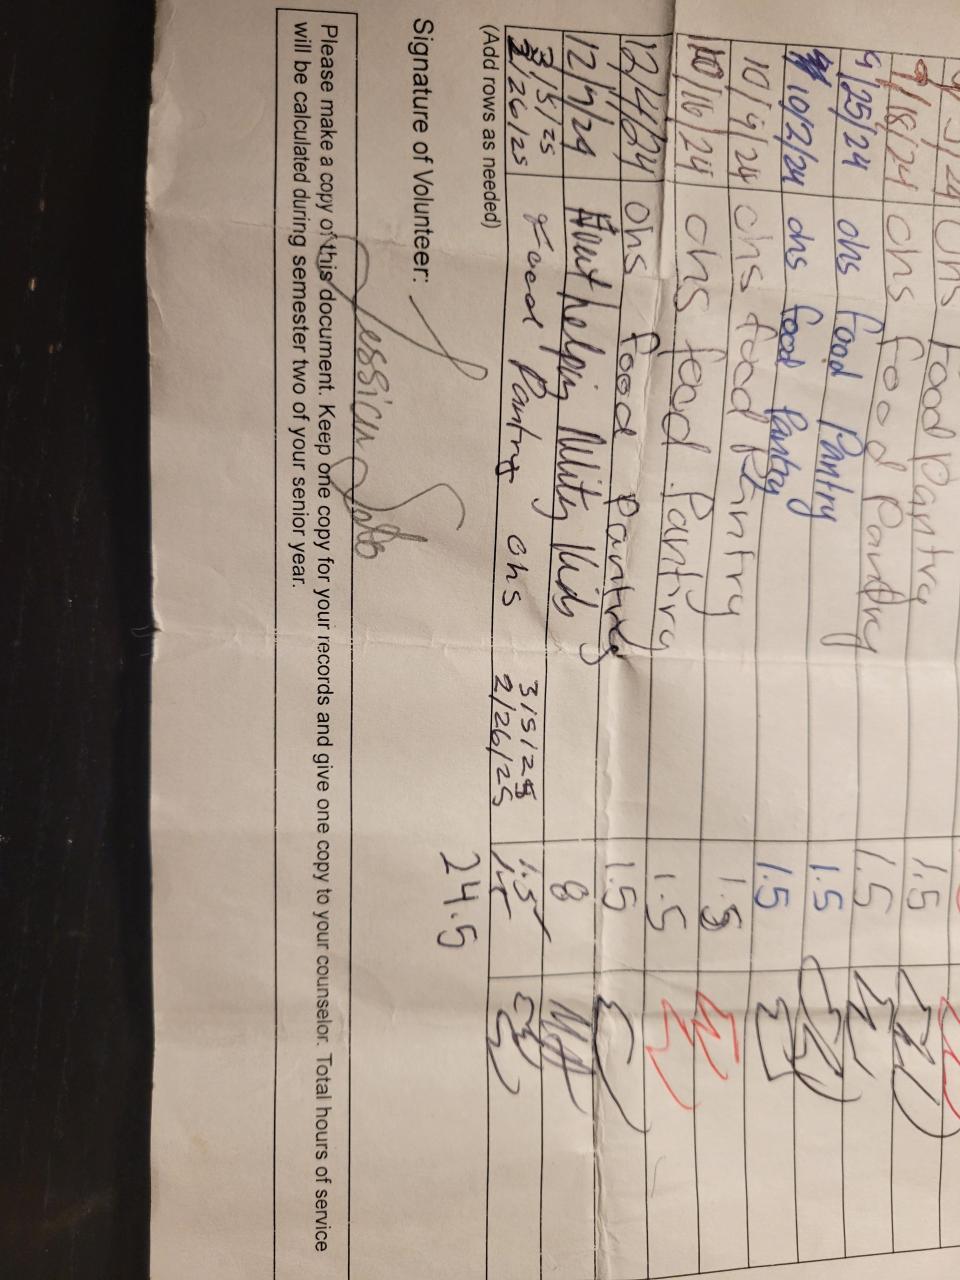 Ohs food Pantry
9/18/24 Ohs food Pantry 1.5
9/25/24 Ohs food Pantry 1.5
10/2/24 Ohs food Pantry 1.5
10/9/24 Ohs food Pantry 1.5
10/16/24 Ohs food Pantry 1.5
12/4/24 Ohs food Pantry 1.5
12/7/24 helping Kids 8
3/5/25 3/5/25 1.5
2/26/25 Food Pantry Ohs 2/26/25
(Add rows as needed) 24.5
Signature of Volunteer:
Jessica
Please make a copy of this document. Keep one copy for your records and give one copy to your counselor. Total hours of service
will be calculated during semester two of your senior year.